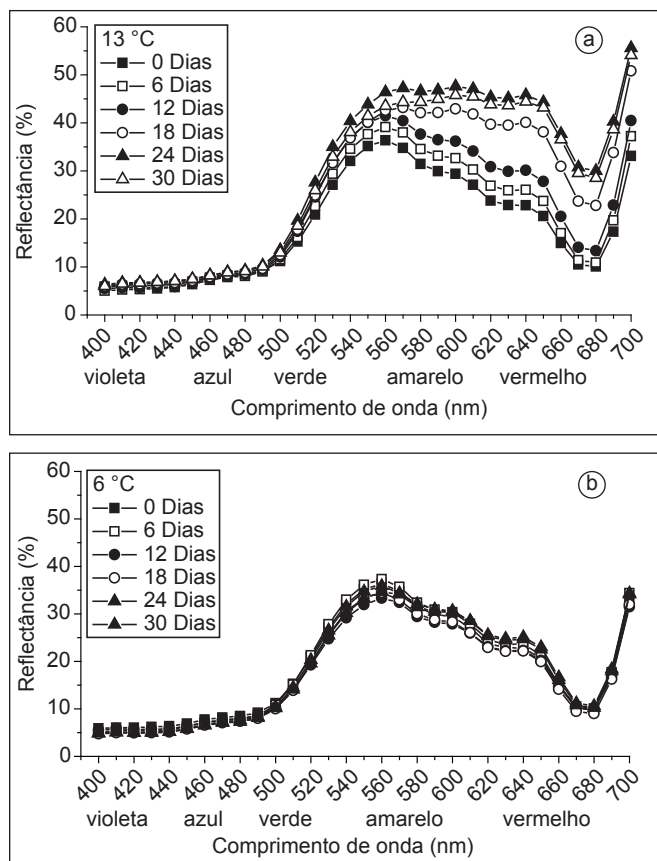 60
50
40
30
20
10
0
Reflectância (%)
13 °C
0 Dias
6 Dias
12 Dias
18 Dias
24 Dias
30 Dias
a
400 420 440 460 480 500 520 540 560 580 600 620 640 660 680 700
violeta azul verde amarelo vermelho
Comprimento de onda (nm)
60
50
40
30
20
10
0
Reflectância (%)
6 °C
0 Dias
6 Dias
12 Dias
18 Dias
24 Dias
30 Dias
b
400 420 440 460 480 500 520 540 560 580 600 620 640 660 680 700
violeta azul verde amarelo vermelho
Comprimento de onda (nm)